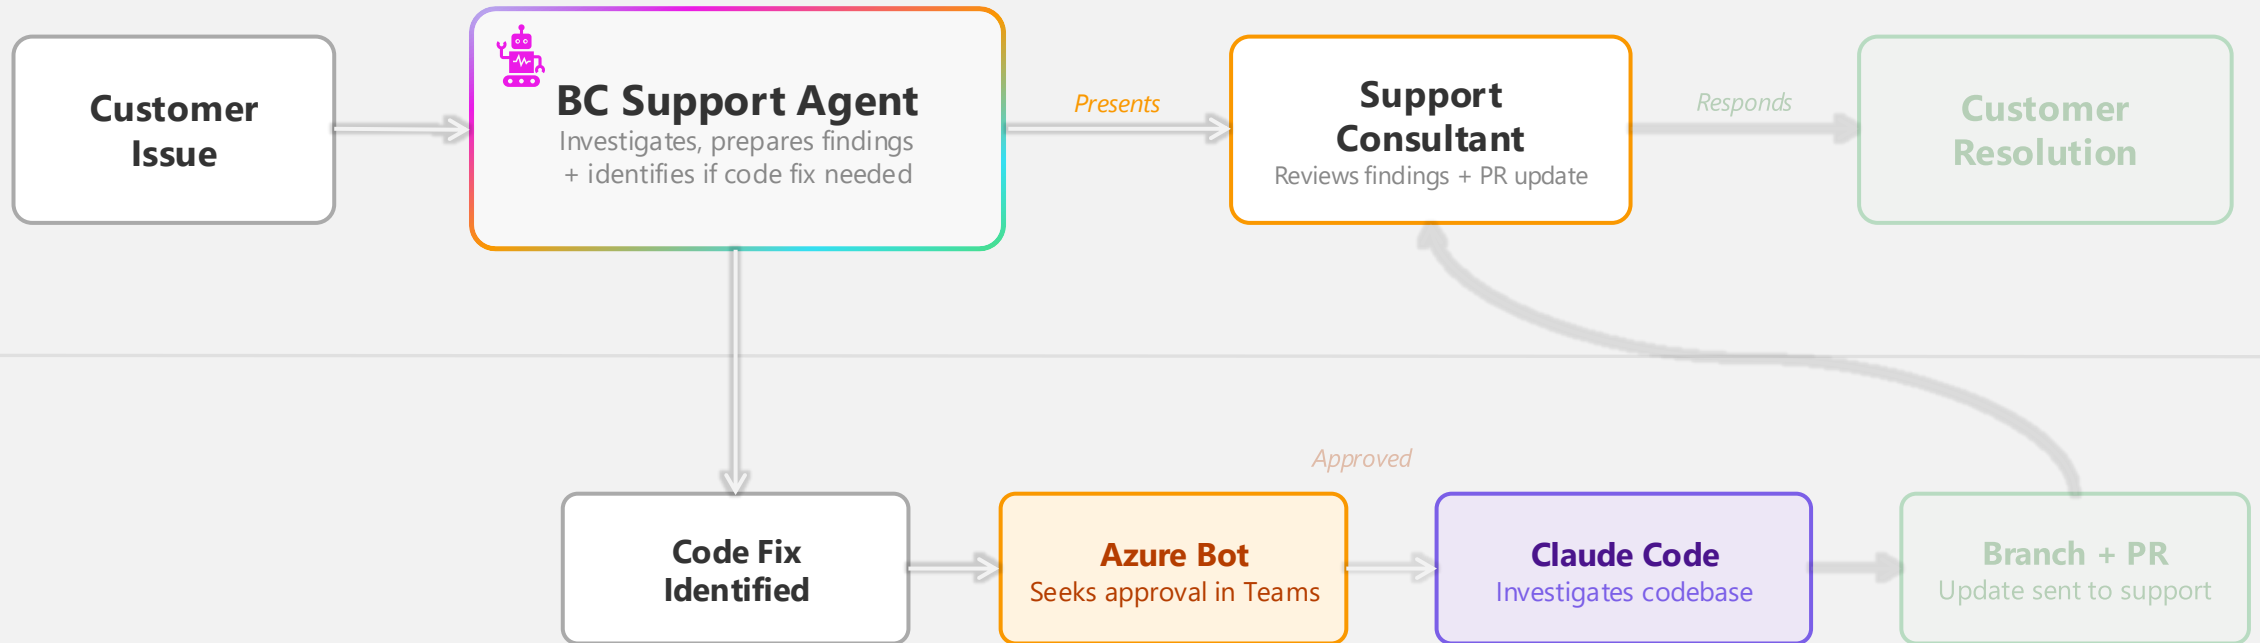 Customer
Issue
BC Support Agent
Investigates, prepares findings
+ identifies if code fix needed
Presents
Support
Consultant
Reviews findings + PR update
Responds
Customer
Resolution
Code Fix
Identified
Azure Bot
Seeks approval in Teams
Approved
Claude Code
Investigates codebase
Branch + PR
Update sent to support